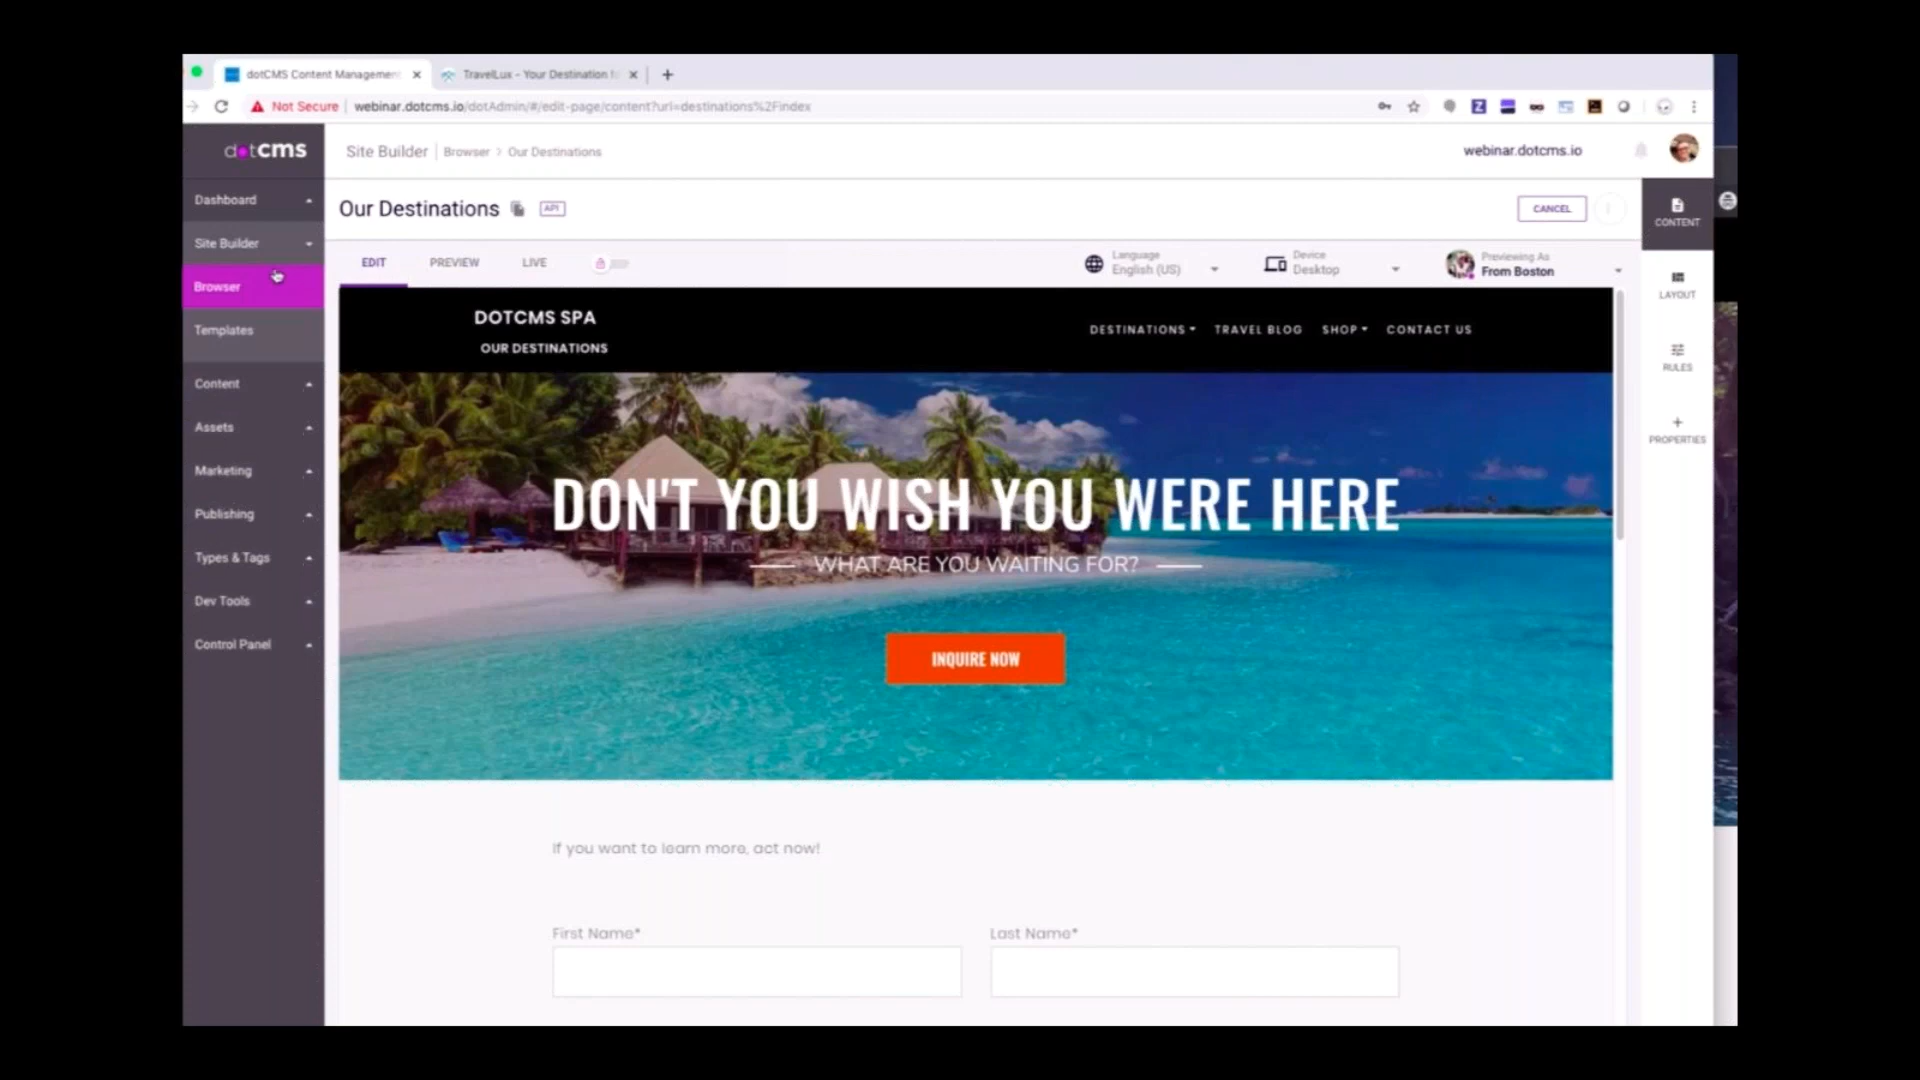 dotCMS Content Management
TravelLux - Your Destination fo
Not Secure
webinar.dotcms.io/dotAdmin/#/edit-page/content?url=destinations%2Findex
dotCMS
Site Builder
Browser > Our Destinations
webinar.dotcms.io
Dashboard
Site Builder
Browser
Templates
Content
Assets
Marketing
Publishing
Types & Tags
Dev Tools
Control Panel
Our Destinations
API
CANCEL
EDIT
PREVIEW
LIVE
Language
English (US)
Device
Desktop
Previewing As
From Boston
CONTENT
LAYOUT
RULES
PROPERTIES
DOTCMS SPA
OUR DESTINATIONS
DESTINATIONS
TRAVEL BLOG
SHOP
CONTACT US
DON'T YOU WISH YOU WERE HERE
WHAT ARE YOU WAITING FOR?
INQUIRE NOW
If you want to learn more, act now!
First Name*
Last Name*